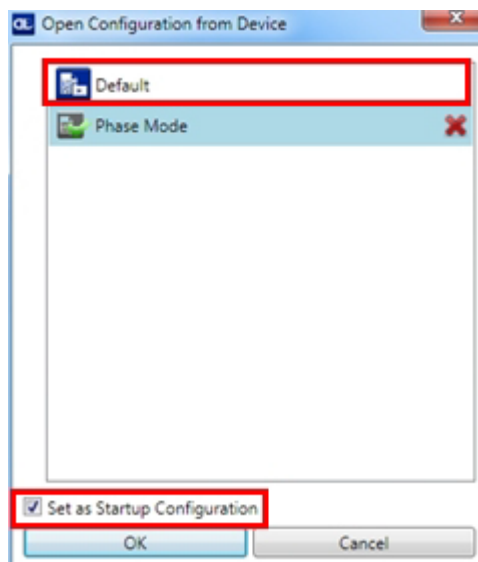 Open Configuration from Device
Default
Phase Mode
Set as Startup Configuration
OK Cancel